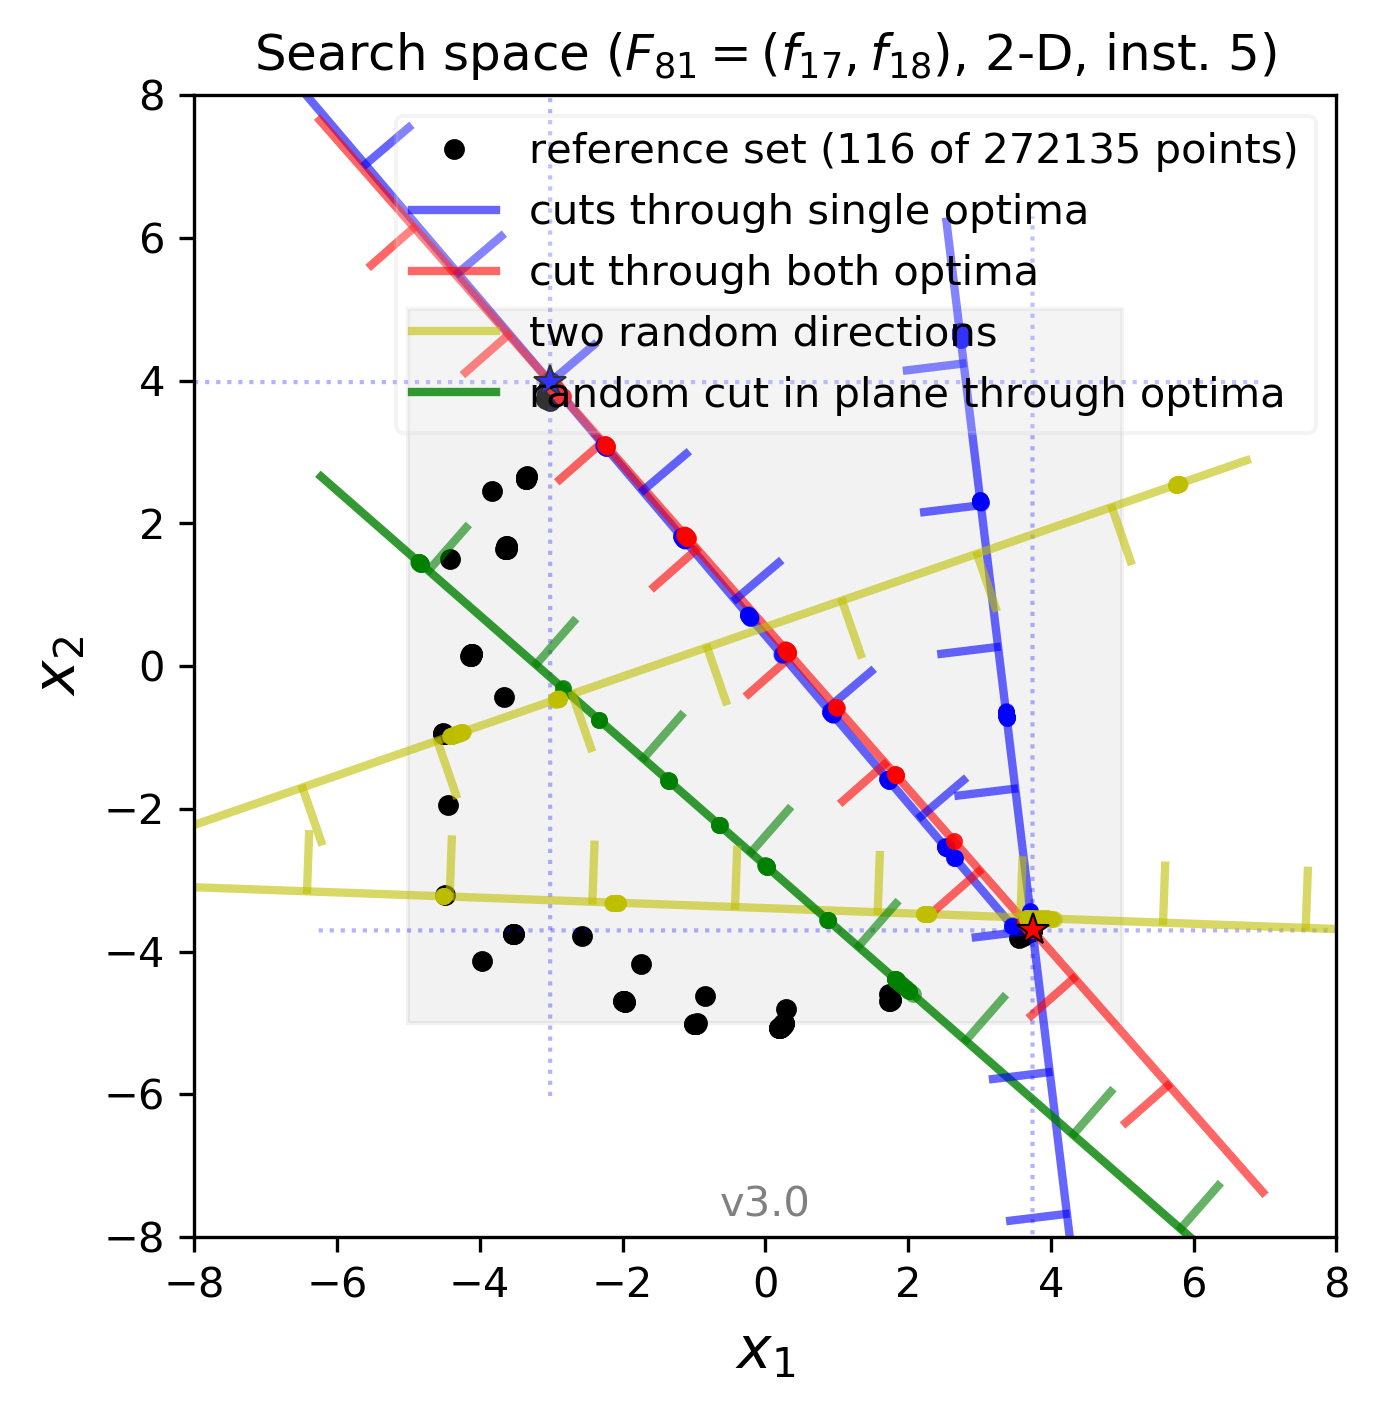 Search space (F81 = (f17, f18), 2-D, inst. 5)
reference set (116 of 272135 points)
cuts through single optima
cut through both optima
two random directions
random cut in plane through optima
8
6
4
2
0
−2
−4
−6
−8
x2
v3.0
−8 −6 −4 −2 0 2 4 6 8
x1